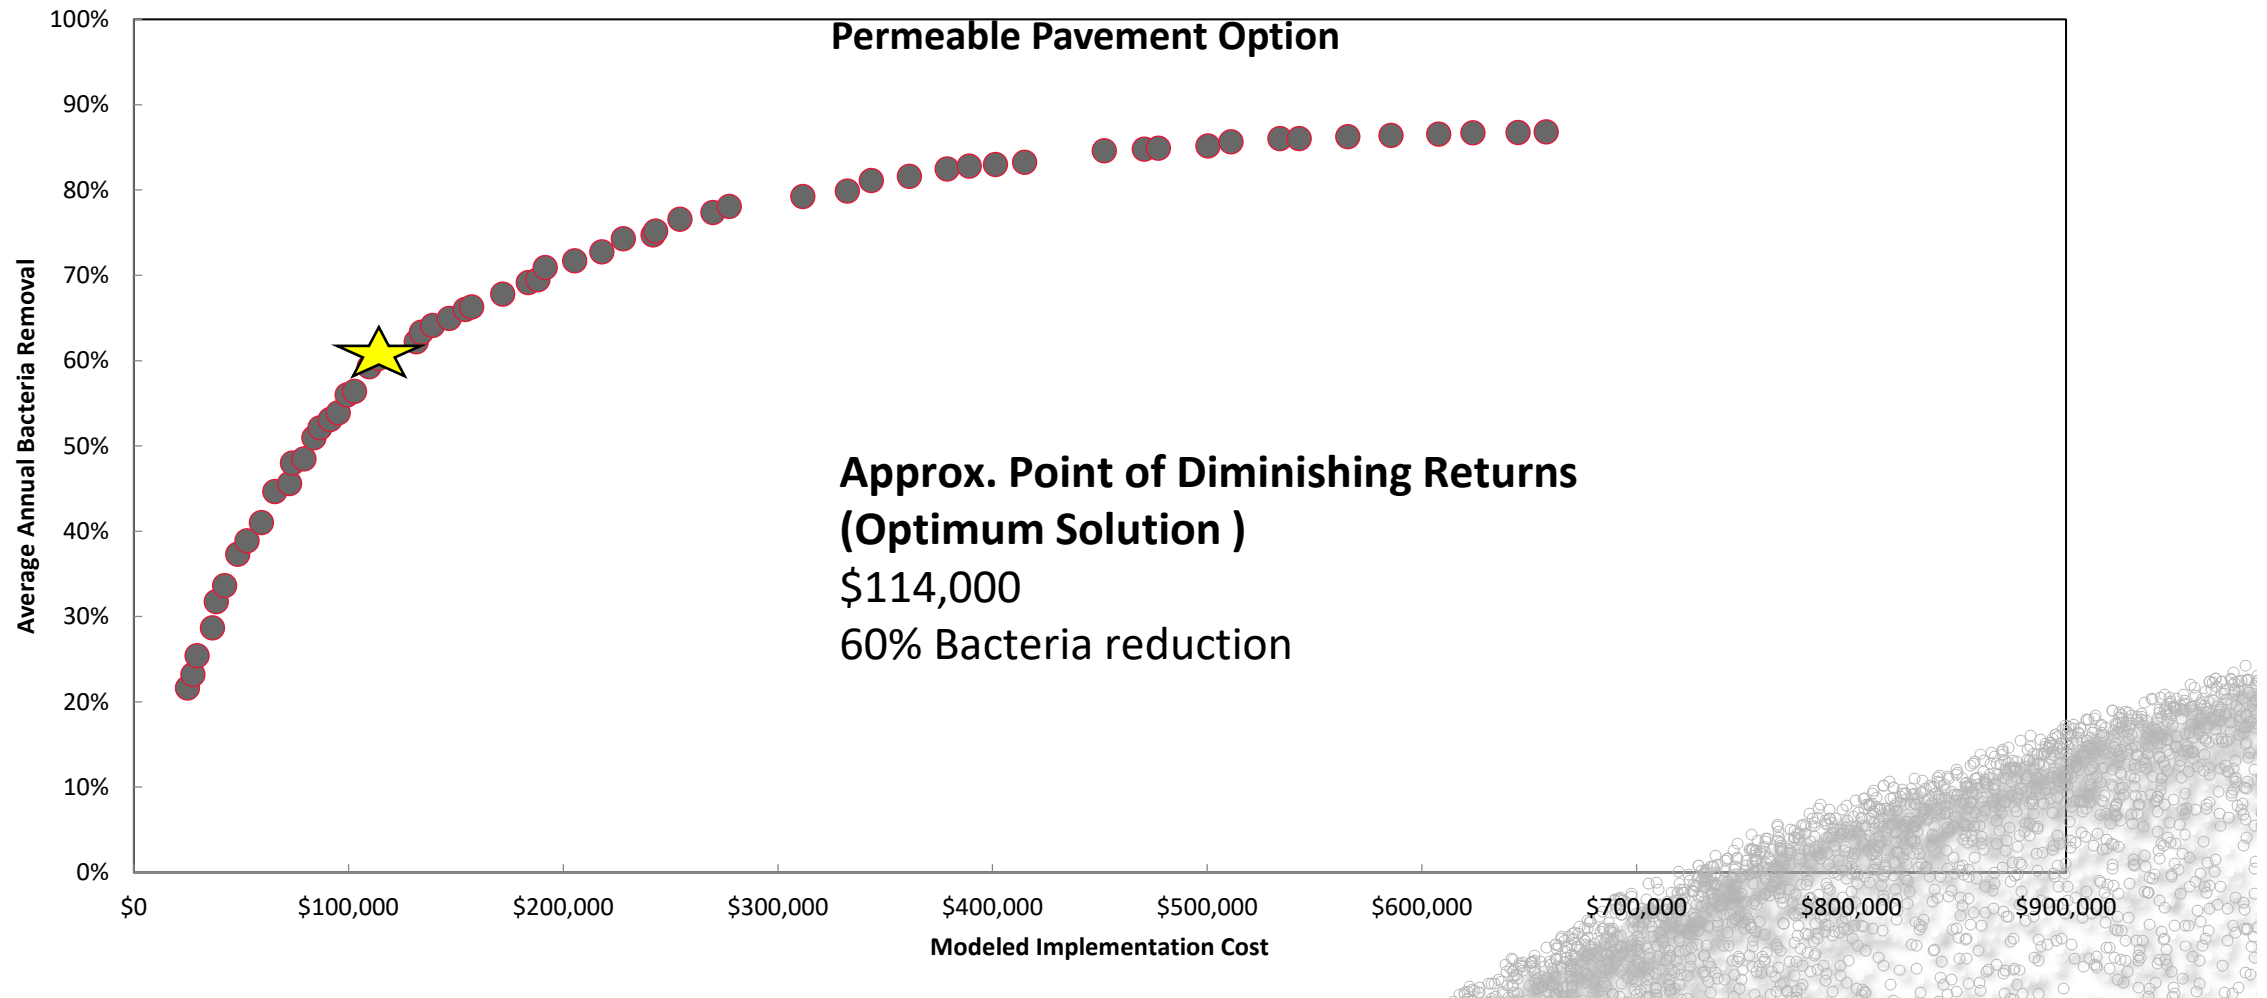 Permeable Pavement Option
100%
90%
80%
70%
60%
50%
40%
30%
20%
10%
0%
Average Annual Bacteria Removal
Approx. Point of Diminishing Returns
(Optimum Solution )
$114,000
60% Bacteria reduction
$0 $100,000 $200,000 $300,000 $400,000 $500,000 $600,000 $700,000 $800,000 $900,000
Modeled Implementation Cost